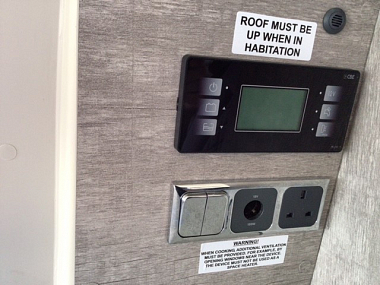 ROOF MUST BE
UP WHEN IN
HABITATION
CBE
WARNING!
WHEN COOKING ADDITIONAL VENTILATION
MUST BE PROVIDED. FOR EXAMPLE, BY
OPENING WINDOWS NEAR THE DEVICE.
THE DEVICE MUST NOT BE USED AS A
SPACE HEATER.